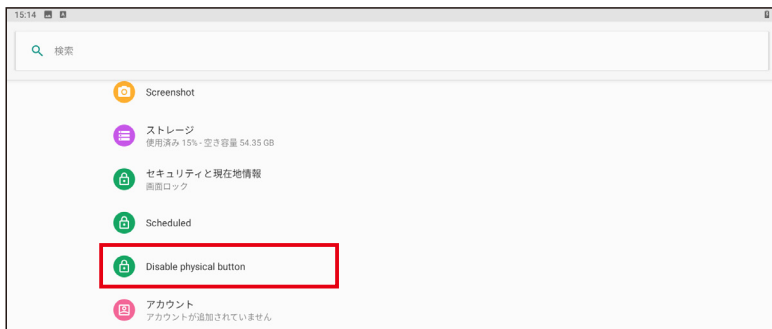 15:14
検索
Screenshot
ストレージ
使用済み 15% - 空き容量 54.35 GB
セキュリティと現在地情報
画面ロック
Scheduled
Disable physical button
アカウント
アカウントが追加されていません